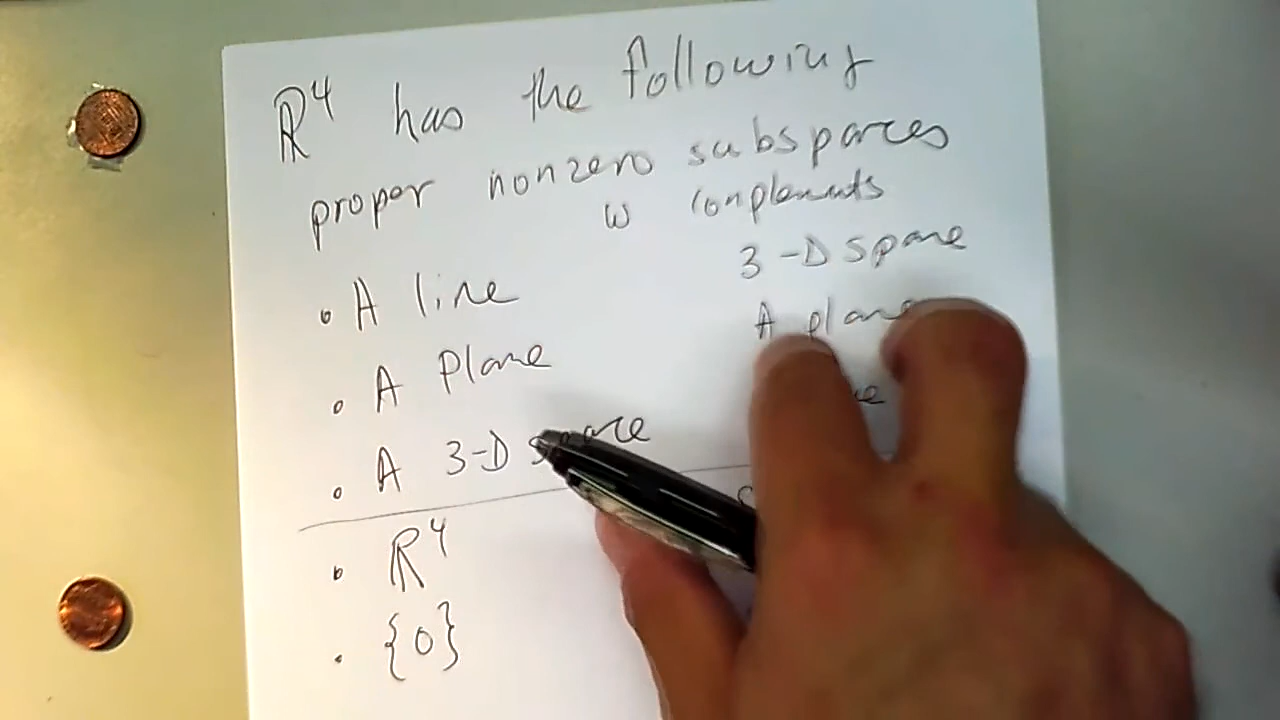 ℝ⁴ has the following
proper nonzero subspaces
w complements
• A line 3-D space
• A Plane A plane
• A 3-D space
• ℝ⁴
• {0}